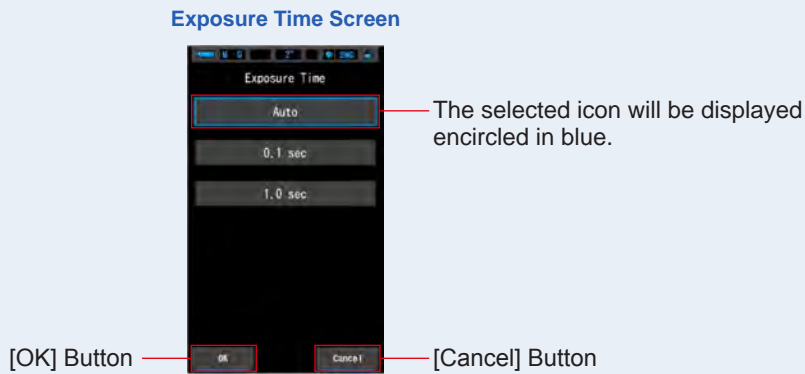 Exposure Time Screen
Exposure Time
Auto
The selected icon will be displayed
encircled in blue.
0.1 sec
1.0 sec
[OK] Button
OK
Cancel
[Cancel] Button